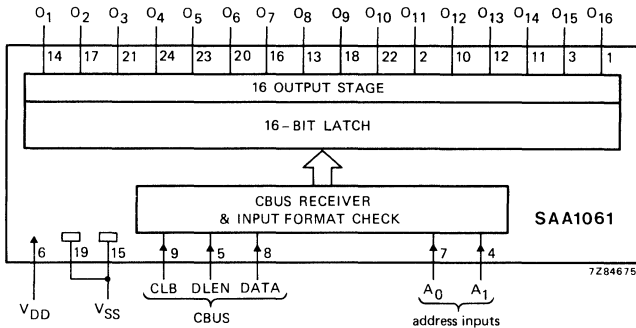 O1 O2 O3 O4 O5 O6 O7 O8 O9 O10 O11 O12 O13 O14 O15 O16
14 17 21 24 23 20 16 13 18 22 2 10 12 11 3 1
16 OUTPUT STAGE
16-BIT LATCH
CBUS RECEIVER
& INPUT FORMAT CHECK
SAA1061
6 19 15 9 5 8 7 4
7Z84675
VDD VSS CLB DLEN DATA A0 A1
CBUS address inputs